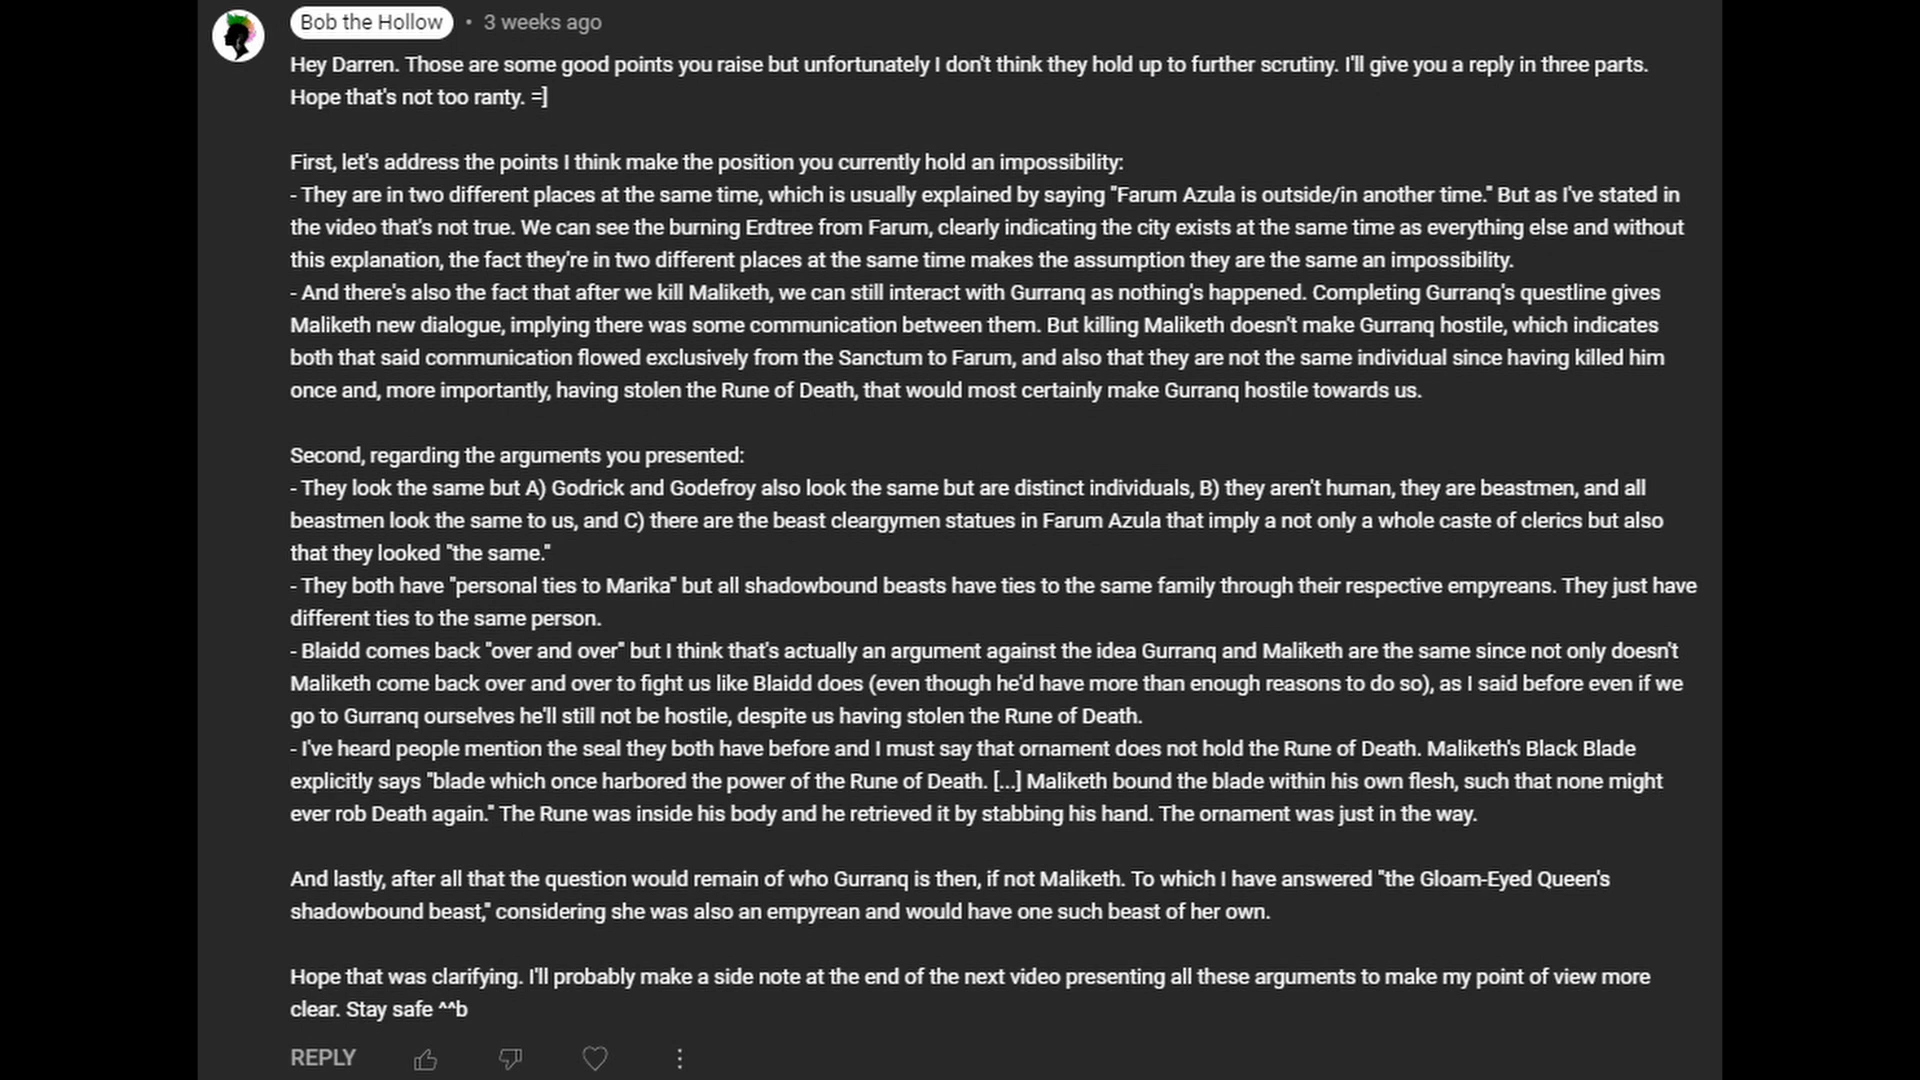 Bob the Hollow • 3 weeks ago
Hey Darren. Those are some good points you raise but unfortunately I don't think they hold up to further scrutiny. I'll give you a reply in three parts.
Hope that's not too ranty. =]
First, let's address the points I think make the position you currently hold an impossibility:
- They are in two different places at the same time, which is usually explained by saying "Farum Azula is outside/in another time." But as I've stated in
the video that's not true. We can see the burning Erdtree from Farum, clearly indicating the city exists at the same time as everything else and without
this explanation, the fact they're in two different places at the same time makes the assumption they are the same an impossibility.
- And there's also the fact that after we kill Maliketh, we can still interact with Gurranq as nothing's happened. Completing Gurranq's questline gives
Maliketh new dialogue, implying there was some communication between them. But killing Maliketh doesn't make Gurranq hostile, which indicates
both that said communication flowed exclusively from the Sanctum to Farum, and also that they are not the same individual since having killed him
once and, more importantly, having stolen the Rune of Death, that would most certainly make Gurranq hostile towards us.
Second, regarding the arguments you presented:
- They look the same but A) Godrick and Godefroy also look the same but are distinct individuals, B) they aren't human, they are beastmen, and all
beastmen look the same to us, and C) there are the beast cleargymen statues in Farum Azula that imply a not only a whole caste of clerics but also
that they looked "the same."
- They both have "personal ties to Marika" but all shadowbound beasts have ties to the same family through their respective empyreans. They just have
different ties to the same person.
- Blaidd comes back "over and over" but I think that's actually an argument against the idea Gurranq and Maliketh are the same since not only doesn't
Maliketh come back over and over to fight us like Blaidd does (even though he'd have more than enough reasons to do so), as I said before even if we
go to Gurranq ourselves he'll still not be hostile, despite us having stolen the Rune of Death.
- I've heard people mention the seal they both have before and I must say that ornament does not hold the Rune of Death. Maliketh's Black Blade
explicitly says "blade which once harbored the power of the Rune of Death. [...] Maliketh bound the blade within his own flesh, such that none might
ever rob Death again." The Rune was inside his body and he retrieved it by stabbing his hand. The ornament was just in the way.
And lastly, after all that the question would remain of who Gurranq is then, if not Maliketh. To which I have answered "the Gloam-Eyed Queen's
shadowbound beast," considering she was also an empyrean and would have one such beast of her own.
Hope that was clarifying. I'll probably make a side note at the end of the next video presenting all these arguments to make my point of view more
clear. Stay safe ^^b
REPLY